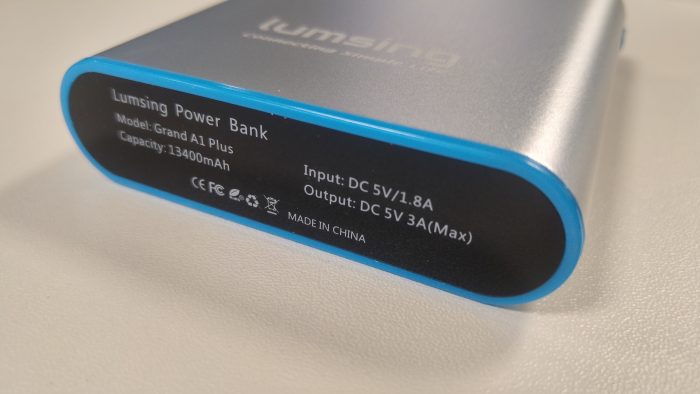 lumsing
Lumsing Power Bank
Model: Grand A1 Plus
Capacity: 13400mAh
Input: DC 5V/1.8A
Output: DC 5V 3A(Max)
CE FC
MADE IN CHINA